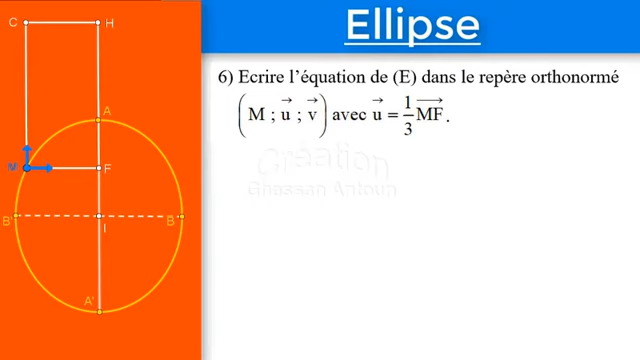 Ellipse
6) Ecrire l'équation de (E) dans le repère orthonormé
(M ; u⃗ ; v⃗) avec u⃗ = 1/3 MF⃗.
Création
Ghassan Antoun
C
H
A
M
F
B'
B
I
A'